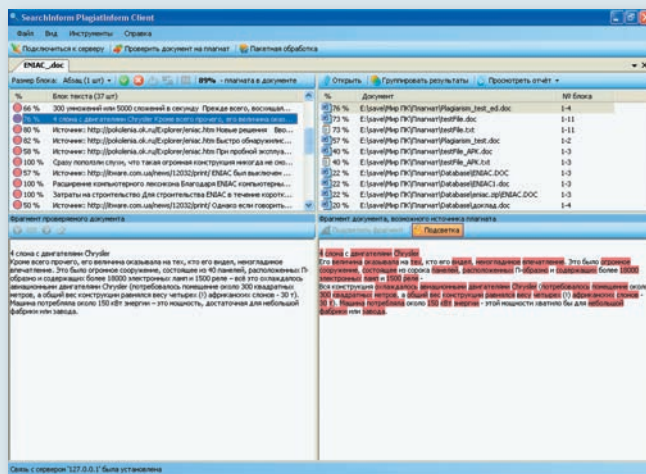 SearchInform PlagiatInform Client
Файл Вид Инструменты Справка
Подключиться к серверу Проверить документ на плагиат Пакетная обработка
ENIAC_.doc
Размер блока: Абзац (1 шт) 89% - плагиата в документе
Открыть Группировать результаты Просмотреть отчёт
% Блок текста (37 шт)
66 % 300 умножений или 5000 сложений в секунду Прежде всего, восхищал...
76 % 4 слона с двигателями Chrysler Кроме всего прочего, его величина оказ...
80 % Источник: http://pokolenia.ok.ru/Explorer/eniac.htm Новые решения Во...
82 % Источник: http://pokolenia.ok.ru/Explorer/eniac.htm Быстро обнаружилис...
58 % Источник: http://pokolenia.ok.ru/Explorer/eniac.htm При пробной эксплуа...
100 % Сразу поползли слухи, что такая огромная конструкция никогда не смо...
57 % Источник: http://itware.com.ua/news/12032/print/ ENIAC был выключен ...
100 % Расширение компьютерного лексикона Благодаря ENIAC компьютерны...
100 % Затраты на строительство Для строительства ENIAC в течение коротк...
50 % Источник: http://itware.com.ua/news/12032/print/ Однако если говорить...
% Документ № блока
76 % E:\save\Мир ПК\Плагиат\Plagiarism_test_ed.doc 1-4
73 % E:\save\Мир ПК\Плагиат\testFile.doc 1-11
73 % E:\save\Мир ПК\Плагиат\testFile.txt 1-11
57 % E:\save\Мир ПК\Плагиат\Plagiarism_test.doc 1-2
40 % E:\save\Мир ПК\Плагиат\testFile_APK.doc 1-3
40 % E:\save\Мир ПК\Плагиат\testFile_APK.txt 1-3
22 % E:\save\Мир ПК\Плагиат\Database\ENIAC.DOC 1-3
22 % E:\save\Мир ПК\Плагиат\Database\ENIAC1.doc 1-3
22 % E:\save\Мир ПК\Плагиат\Database\eniac.zip\ENIAC.DOC 1-3
20 % E:\save\Мир ПК\Плагиат\Database\доклад.doc 1-4
Фрагмент проверяемого документа
4 слона с двигателями Chrysler
Кроме всего прочего, его величина оказывала на тех, кто его видел, неизгладимое
впечатление. Это было огромное сооружение, состоящее из 40 панелей, расположенных П-
образно и содержащих более 18000 электронных ламп и 1500 реле – всё это охлаждалось
авиационными двигателями Chrysler (потребовалось помещение около 300 квадратных
метров, а общий вес конструкции равнялся весу четырех (!) африканских слонов - 30 т).
Машина потребляла около 150 кВт энергии – это мощность, достаточная для небольшой
фабрики или завода.
Фрагмент документа, возможного источника плагиата
Подсветить фрагмент Подсветка
4 слона с двигателями Chrysler
Его величина оказывала на тех, кто его видел, неизгладимое впечатление. Это было огромное
сооружение, состоящее из сорока панелей, расположенных П-образно и содержащих более 18000
электронных ламп и 1500 реле -
Вся конструкция охлаждалось авиационными двигателями Chrysler (потребовалось помещение около
300 квадратных метров, а общий вес конструкции равнялся весу четырех (!) африканских слонов -
30 т). Машина потребляла около 150 кВт энергии - этой мощности хватило бы для небольшой
фабрики или завода.
Связь с сервером '127.0.0.1' была установлена